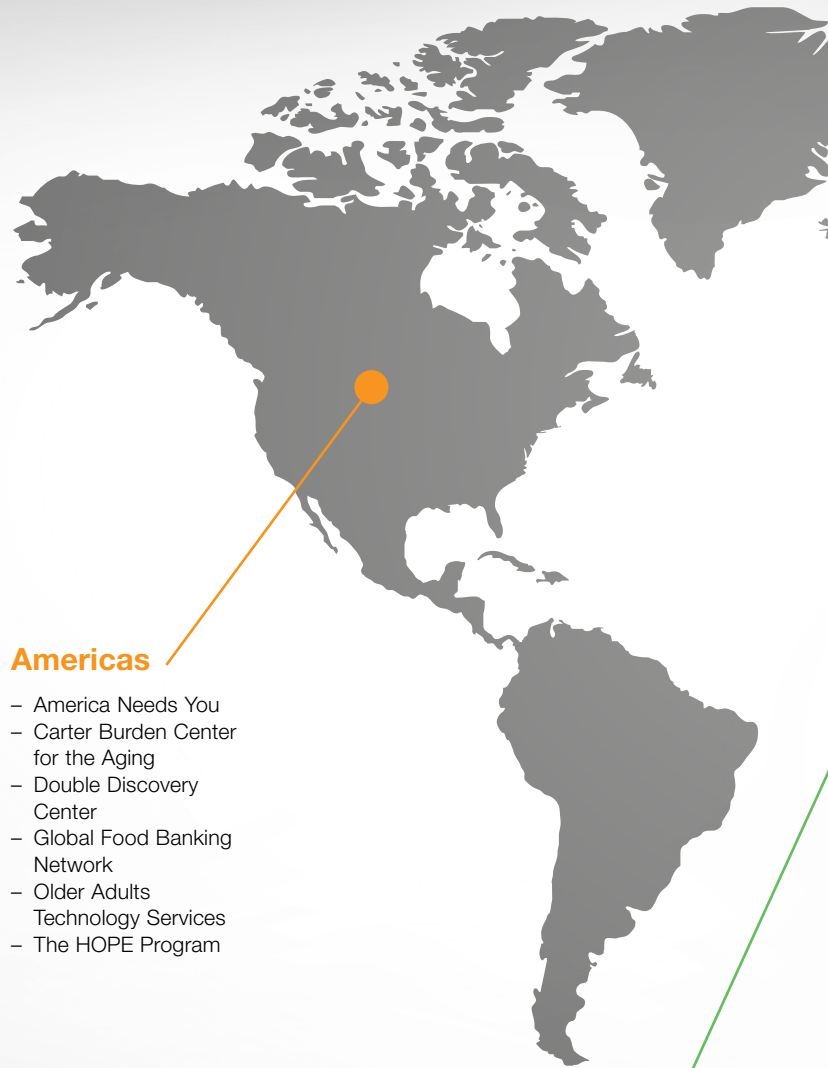 Americas
– America Needs You
– Carter Burden Center
for the Aging
– Double Discovery
Center
– Global Food Banking
Network
– Older Adults
Technology Services
– The HOPE Program